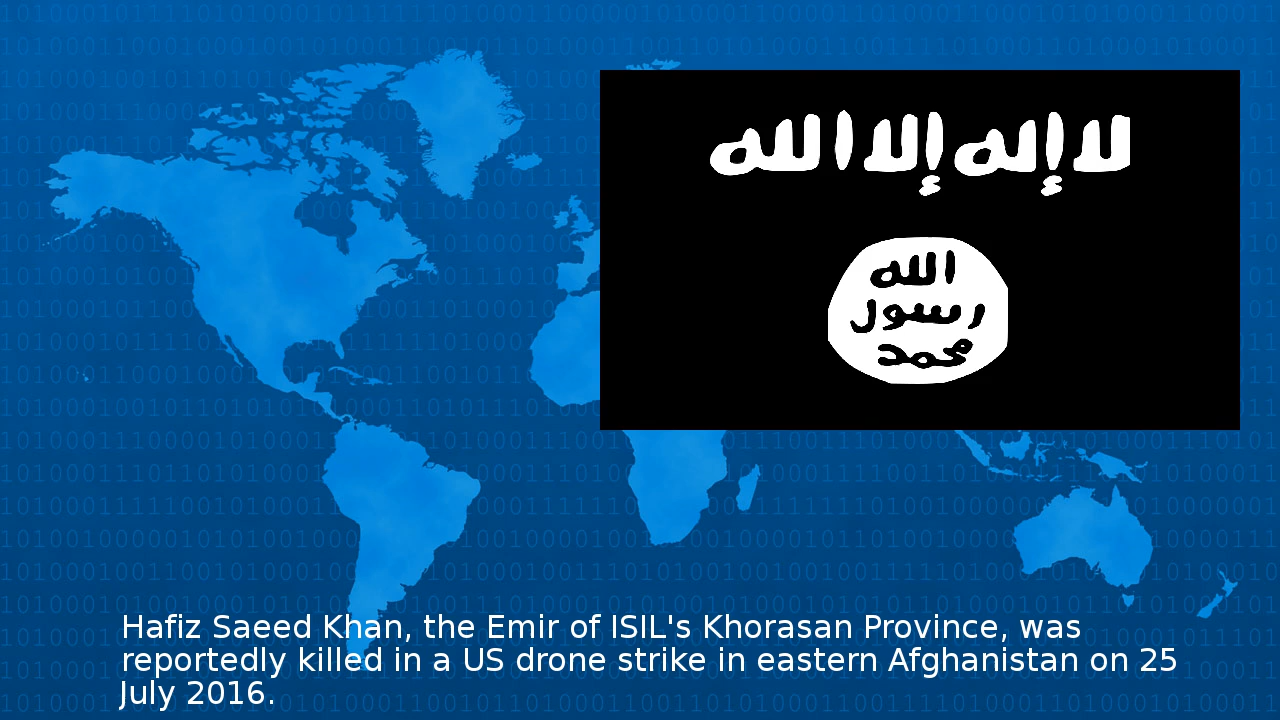 لا إله إلا الله
الله
رسول
محمد
Hafiz Saeed Khan, the Emir of ISIL's Khorasan Province, was
reportedly killed in a US drone strike in eastern Afghanistan on 25
July 2016.